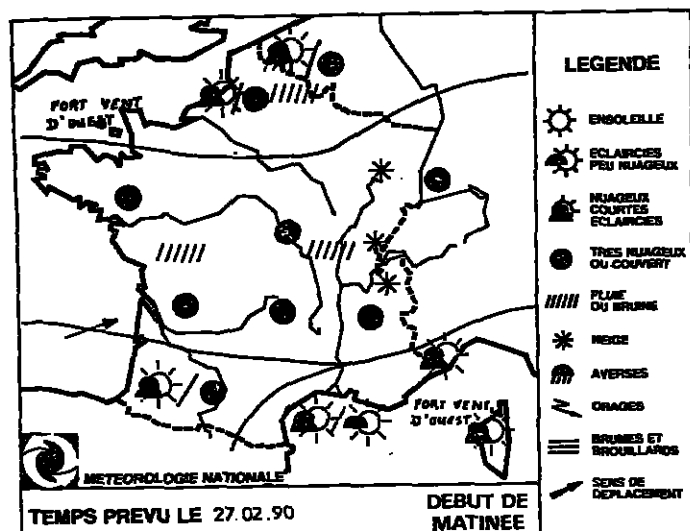 FORT VENT
D'OUEST
FORT VENT
D'OUEST
METEOROLOGIE NATIONALE
TEMPS PREVU LE 27.02.90
DEBUT DE
MATINEE
LEGENDE
ENSOLEILLE
ECLAIRCIES
PEU NUAGEUX
NUAGEUX
COURTES
ECLAIRCIES
TRES NUAGEUX
OU COUVERT
PLUIE
OU BRUINE
NEIGE
AVERSES
ORAGES
BRUMES ET
BROUILLARDS
SENS DE
DEPLACEMENT